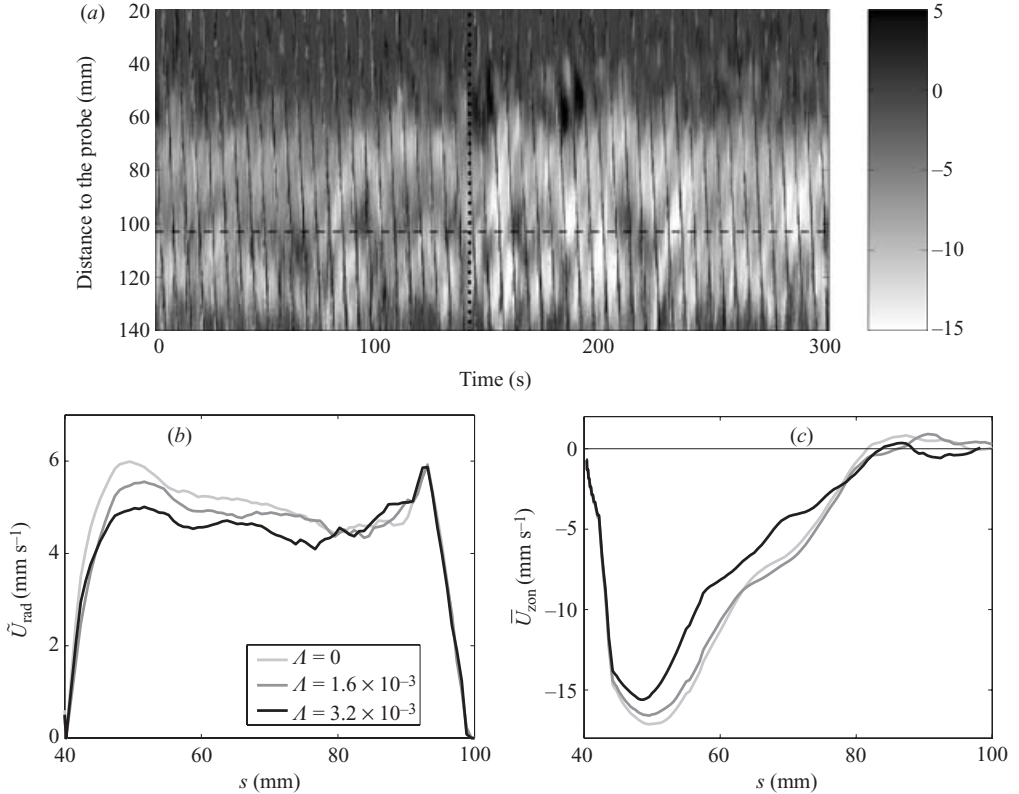 (a)
20
40
60
80
100
120
140
Distance to the probe (mm)
0
100
200
300
Time (s)
5
0
−5
−10
−15
(b)
6
4
2
0
Ũrad (mm s−1)
40
60
80
100
s (mm)
Λ = 0
Λ = 1.6 × 10−3
Λ = 3.2 × 10−3
(c)
0
−5
−10
−15
U̅zon (mm s−1)
40
60
80
100
s (mm)